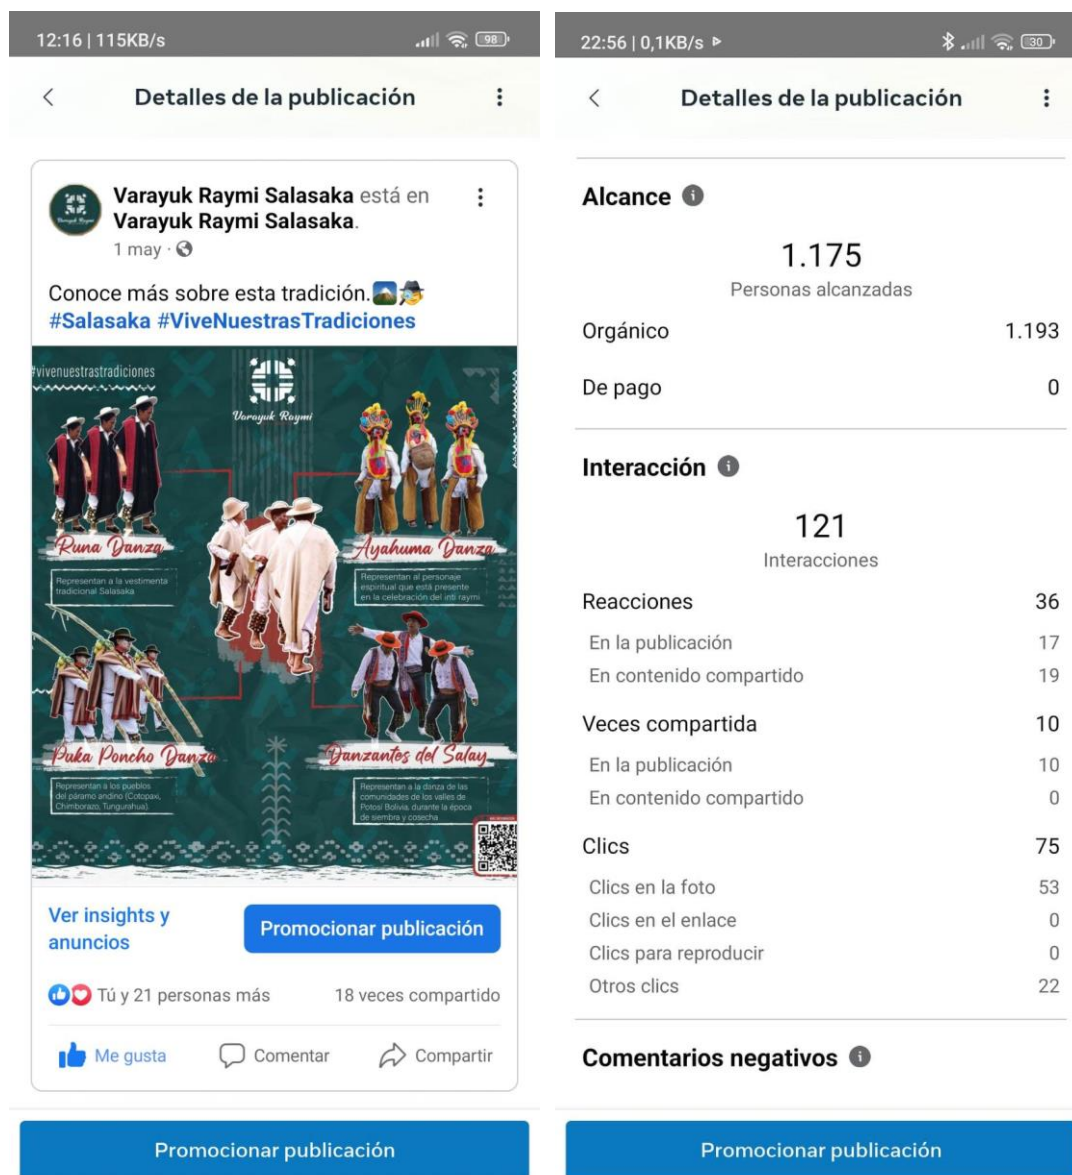 12:16 | 115KB/s
98
Detalles de la publicación
Varayuk Raymi Salasaka está en
Varayuk Raymi Salasaka.
1 may ·
Conoce más sobre esta tradición.
#Salasaka #ViveNuestrasTradiciones
#vivenuestrastradiciones
Varayuk Raymi
Runa Danza
Representan a la vestimenta
tradicional Salasaka
Ayahuma Danza
Representan al personaje
espiritual que está presente
en la celebración del inti raymi
Puka Poncho Danza
Representan a los pueblos
del páramo andino (Cotopaxi,
Chimborazo, Tungurahua).
Danzantes del Salay
Representan a la danza de las
comunidades de los valles de
Potosí Bolivia, durante la época
de siembra y cosecha
Ver insights y
anuncios
Promocionar publicación
Tú y 21 personas más
18 veces compartido
Me gusta
Comentar
Compartir
Promocionar publicación
22:56 | 0,1KB/s
30
Detalles de la publicación
Alcance
1.175
Personas alcanzadas
Orgánico 1.193
De pago 0
Interacción
121
Interacciones
Reacciones 36
En la publicación 17
En contenido compartido 19
Veces compartida 10
En la publicación 10
En contenido compartido 0
Clics 75
Clics en la foto 53
Clics en el enlace 0
Clics para reproducir 0
Otros clics 22
Comentarios negativos
Promocionar publicación